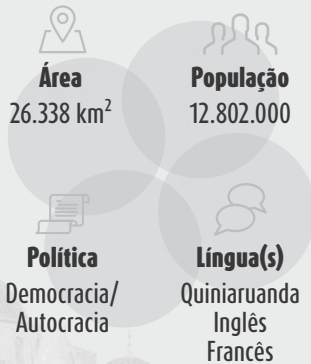 Área
26.338 km²
População
12.802.000
Política
Democracia/
Autocracia
Língua(s)
Quiniaruanda
Inglês
Francês